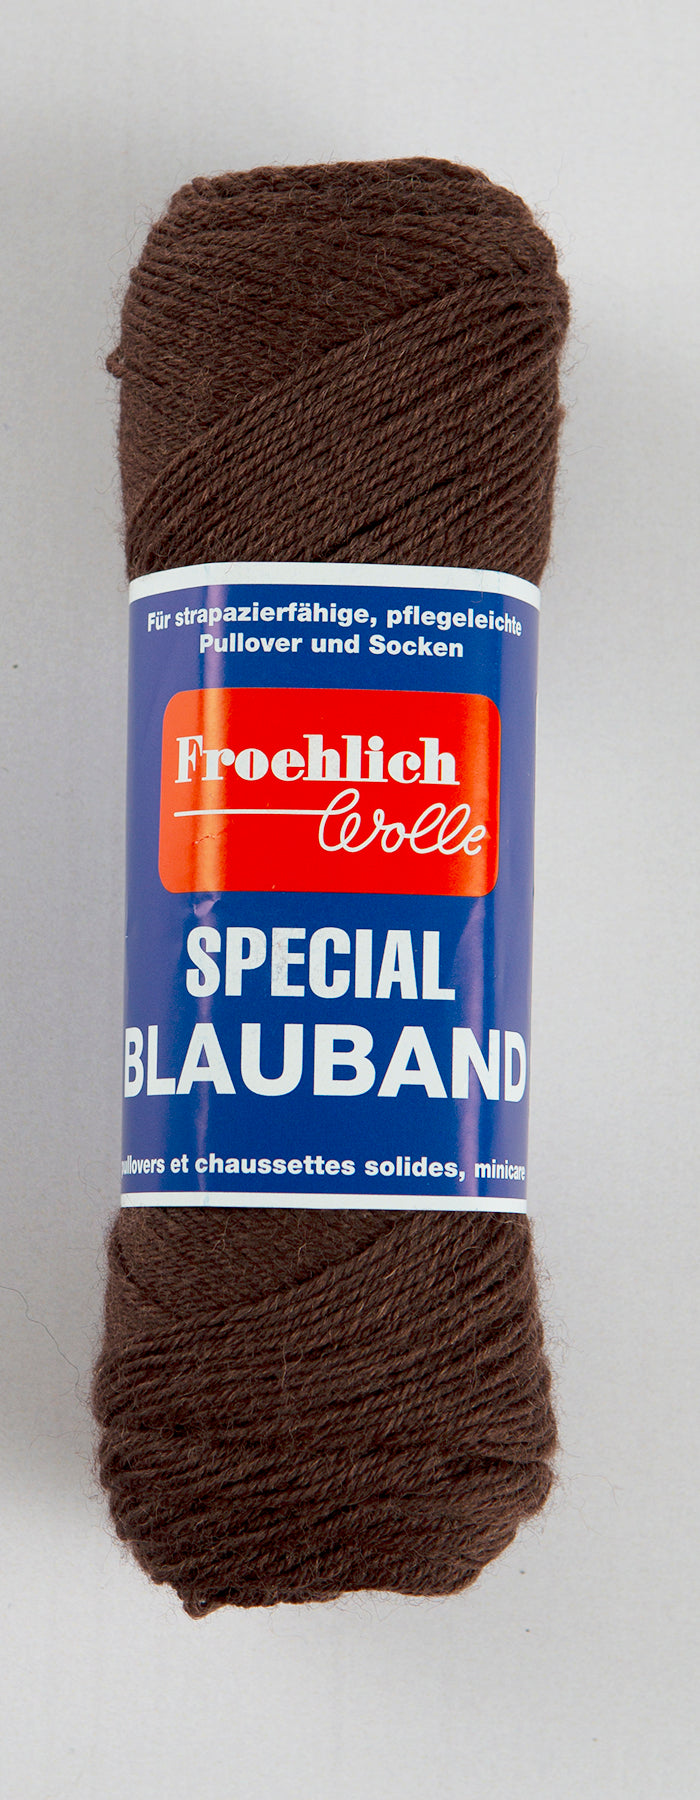 Für strapazierfähige, pflegeleichte
Pullover und Socken
Froehlich
Wolle
SPECIAL
BLAUBAND
pullovers et chaussettes solides, minicare